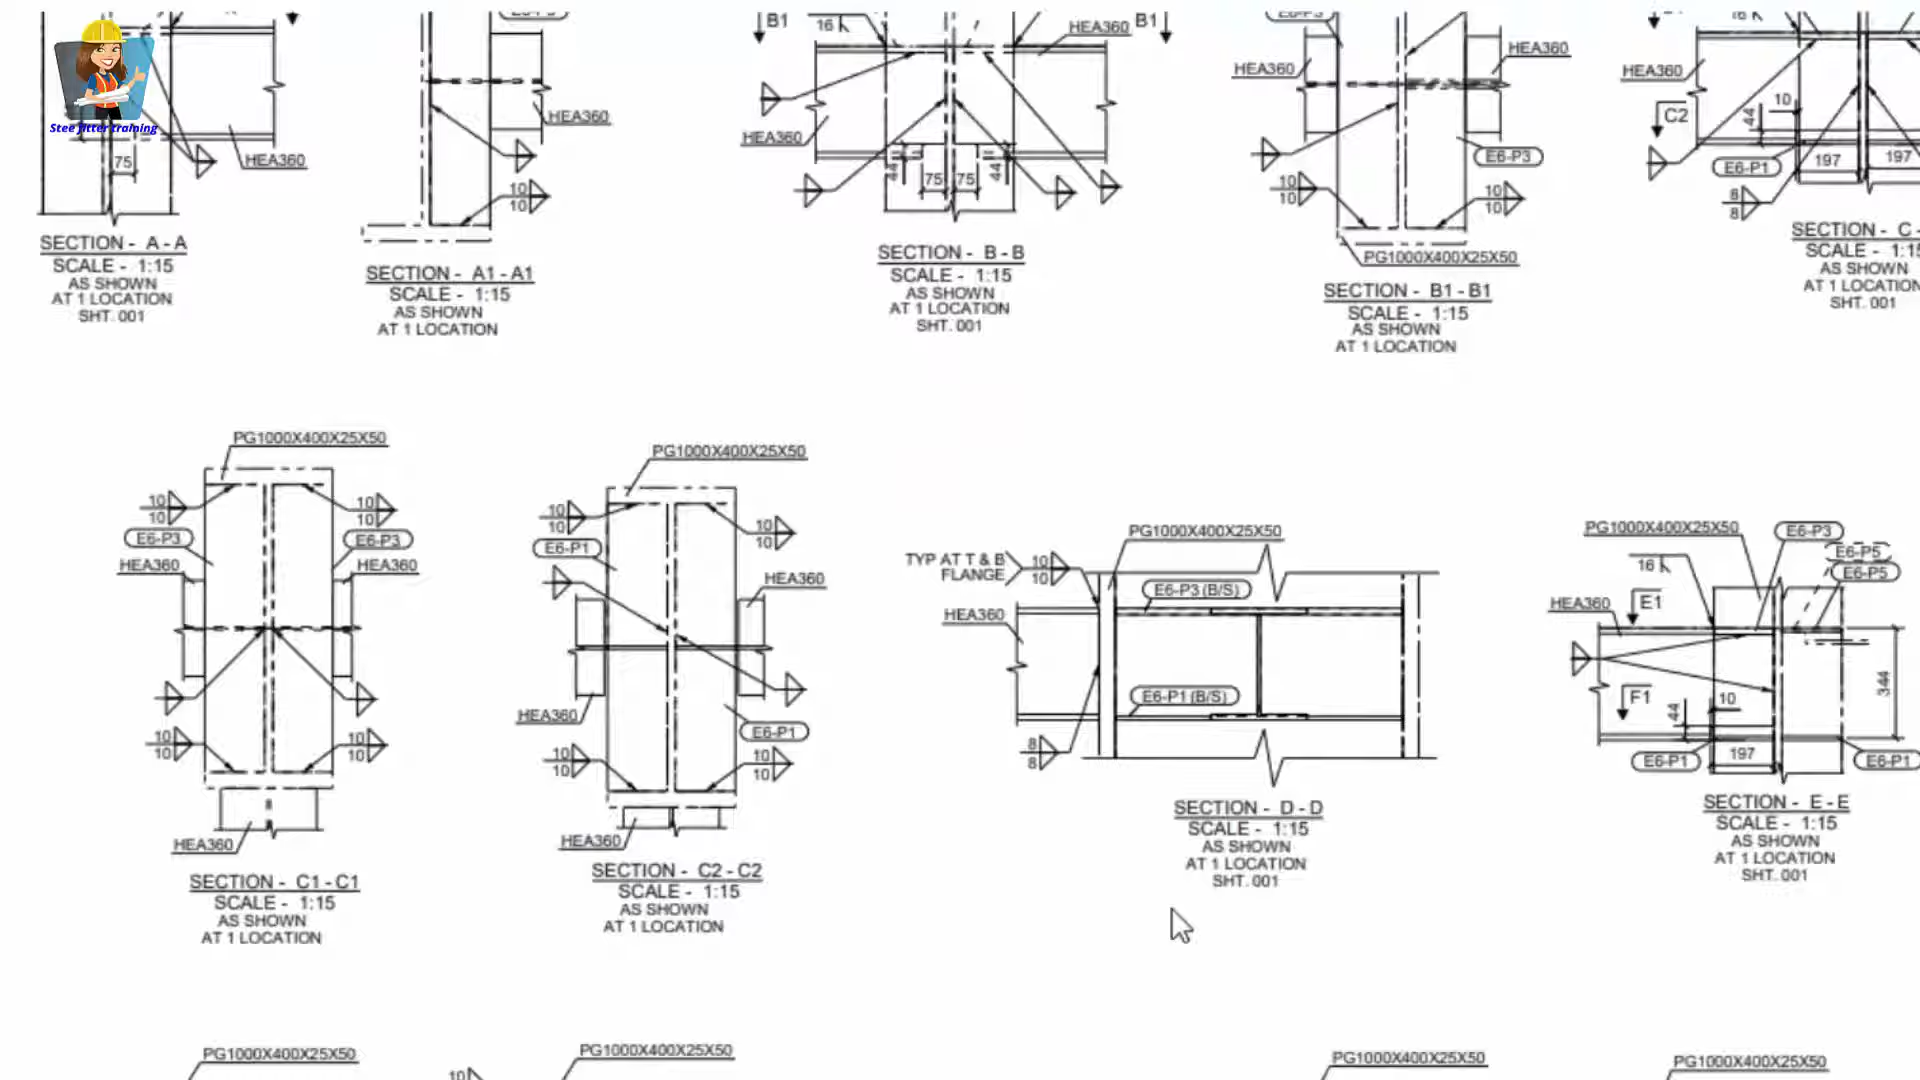 B1
16
HEA360
B1
HEA360
HEA360
HEA360
C2
10
44
Stee fitter training
75
HEA360
HEA360
HEA360
10
10
44
75
75
44
E6-P3
10
10
10
10
E6-P1
197
197
8
8
PG1000X400X25X50
SECTION - A - A
SCALE - 1:15
AS SHOWN
AT 1 LOCATION
SHT. 001
SECTION - A1 - A1
SCALE - 1:15
AS SHOWN
AT 1 LOCATION
SECTION - B - B
SCALE - 1:15
AS SHOWN
AT 1 LOCATION
SHT. 001
SECTION - B1 - B1
SCALE - 1:15
AS SHOWN
AT 1 LOCATION
SECTION - C -
SCALE - 1:15
AS SHOWN
AT 1 LOCATION
SHT. 001
PG1000X400X25X50
10
10
10
10
E6-P3
E6-P3
HEA360
HEA360
10
10
10
10
HEA360
SECTION - C1 - C1
SCALE - 1:15
AS SHOWN
AT 1 LOCATION
PG1000X400X25X50
10
10
10
10
E6-P1
HEA360
HEA360
E6-P1
10
10
10
10
HEA360
SECTION - C2 - C2
SCALE - 1:15
AS SHOWN
AT 1 LOCATION
PG1000X400X25X50
TYP AT T & B
FLANGE
10
10
E6-P3 (B/S)
HEA360
E6-P1 (B/S)
8
8
SECTION - D - D
SCALE - 1:15
AS SHOWN
AT 1 LOCATION
SHT. 001
PG1000X400X25X50
E6-P3
E6-P5
E6-P5
16
HEA360
E1
F1
44
10
344
E6-P1
197
E6-P1
SECTION - E - E
SCALE - 1:15
AS SHOWN
AT 1 LOCATION
SHT. 001
PG1000X400X25X50
10
PG1000X400X25X50
PG1000X400X25X50
PG1000X400X25X50